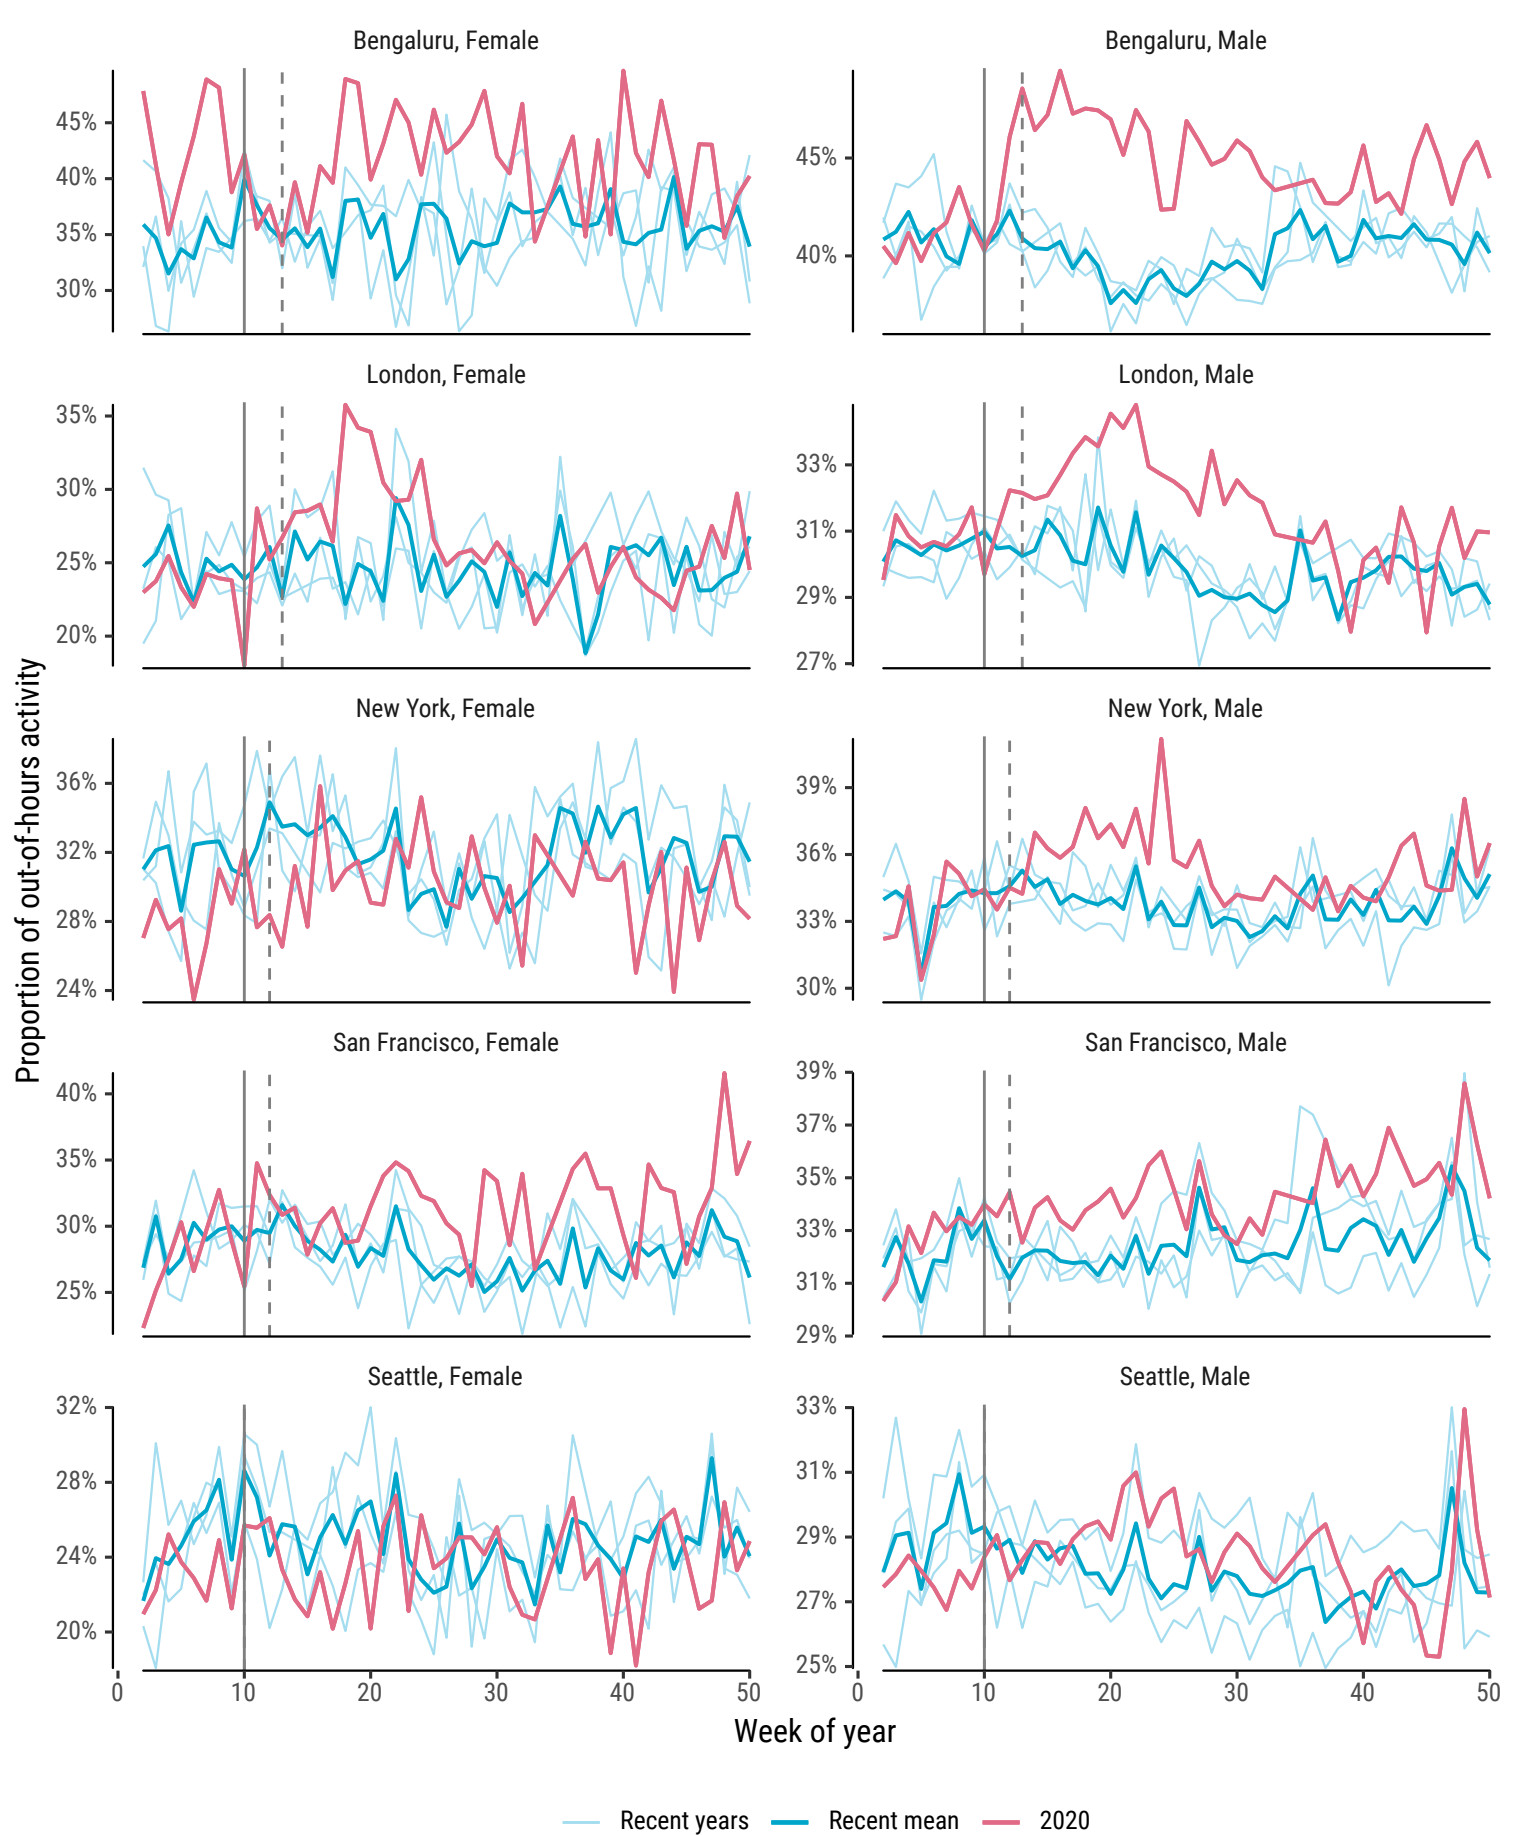 Bengaluru, Female
Bengaluru, Male
45%
40%
35%
30%
45%
40%
London, Female
London, Male
35%
30%
25%
20%
33%
31%
29%
27%
New York, Female
New York, Male
36%
32%
28%
24%
39%
36%
33%
30%
San Francisco, Female
San Francisco, Male
40%
35%
30%
25%
39%
37%
35%
33%
31%
29%
Seattle, Female
Seattle, Male
32%
28%
24%
20%
33%
31%
29%
27%
25%
0 10 20 30 40 50
0 10 20 30 40 50
Proportion of out-of-hours activity
Week of year
Recent years Recent mean 2020